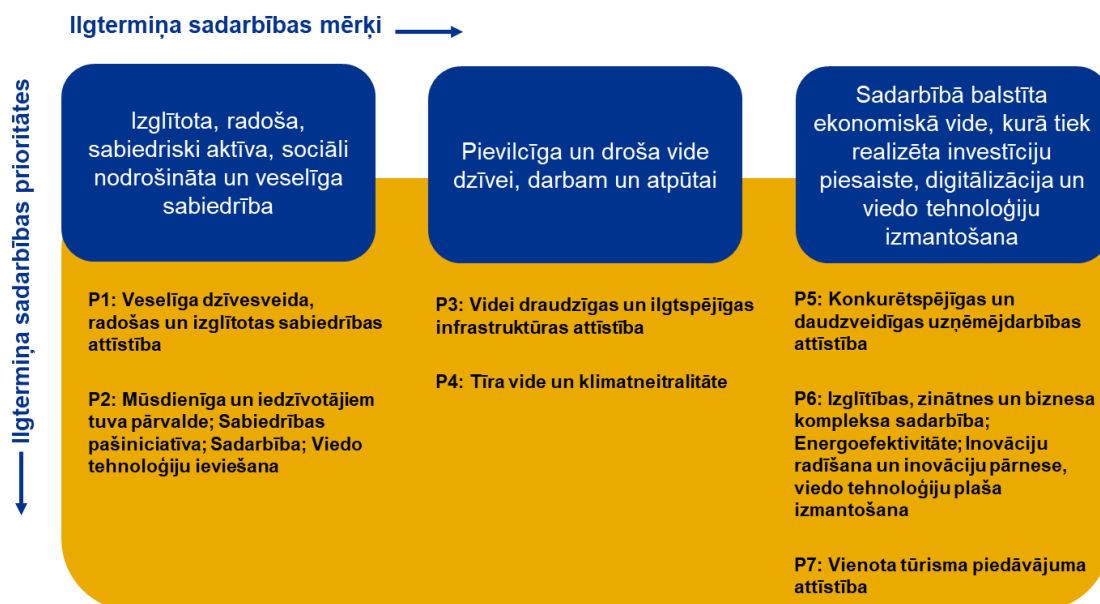 Ilgtermiņa sadarbības mērķi
Ilgtermiņa sadarbības prioritātes
Izglītota, radoša,
sabiedriski aktīva, sociāli
nodrošināta un veselīga
sabiedrība
P1: Veselīga dzīvesveida,
radošas un izglītotas sabiedrības
attīstība
P2: Mūsdienīga un iedzīvotājiem
tuva pārvalde; Sabiedrības
pašiniciatīva; Sadarbība; Viedo
tehnoloģiju ieviešana
Pievilcīga un droša vide
dzīvei, darbam un atpūtai
P3: Videi draudzīgas un ilgtspējīgas
infrastruktūras attīstība
P4: Tīra vide un klimatneitralitāte
Sadarbībā balstīta
ekonomiskā vide, kurā tiek
realizēta investīciju
piesaiste, digitālizācija un
viedo tehnoloģiju
izmantošana
P5: Konkurētspējīgas un
daudzveidīgas uzņēmējdarbības
attīstība
P6: Izglītības, zinātnes un biznesa
kompleksa sadarbība;
Energoefektivitāte; Inovāciju
radīšana un inovāciju pārnese,
viedo tehnoloģiju plaša
izmantošana
P7: Vienota tūrisma piedāvājuma
attīstība